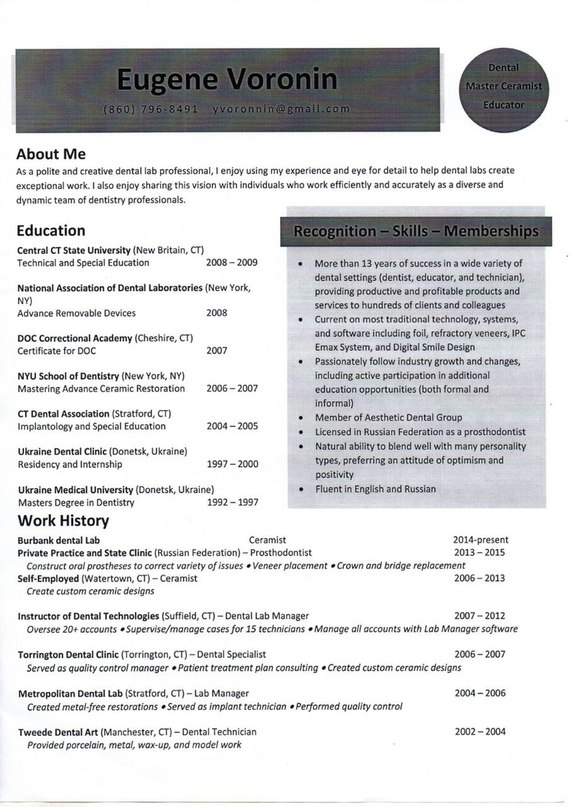 Eugene Voronin
(860) 796-8491 yvoronnin@gmail.com
Dental
Master Ceramist
Educator
About Me
As a polite and creative dental lab professional, I enjoy using my experience and eye for detail to help dental labs create
exceptional work. I also enjoy sharing this vision with individuals who work efficiently and accurately as a diverse and
dynamic team of dentistry professionals.
Education
Central CT State University (New Britain, CT)
Technical and Special Education 2008 – 2009
National Association of Dental Laboratories (New York,
NY)
Advance Removable Devices 2008
DOC Correctional Academy (Cheshire, CT)
Certificate for DOC 2007
NYU School of Dentistry (New York, NY)
Mastering Advance Ceramic Restoration 2006 – 2007
CT Dental Association (Stratford, CT)
Implantology and Special Education 2004 – 2005
Ukraine Dental Clinic (Donetsk, Ukraine)
Residency and Internship 1997 – 2000
Ukraine Medical University (Donetsk, Ukraine)
Masters Degree in Dentistry 1992 – 1997
Recognition – Skills – Memberships
• More than 13 years of success in a wide variety of
dental settings (dentist, educator, and technician),
providing productive and profitable products and
services to hundreds of clients and colleagues
• Current on most traditional technology, systems,
and software including foil, refractory veneers, IPC
Emax System, and Digital Smile Design
• Passionately follow industry growth and changes,
including active participation in additional
education opportunities (both formal and
informal)
• Member of Aesthetic Dental Group
• Licensed in Russian Federation as a prosthodontist
• Natural ability to blend well with many personality
types, preferring an attitude of optimism and
positivity
• Fluent in English and Russian
Work History
Burbank dental Lab Ceramist 2014-present
Private Practice and State Clinic (Russian Federation) – Prosthodontist 2013 – 2015
Construct oral prostheses to correct variety of issues • Veneer placement • Crown and bridge replacement
Self-Employed (Watertown, CT) – Ceramist 2006 – 2013
Create custom ceramic designs
Instructor of Dental Technologies (Suffield, CT) – Dental Lab Manager 2007 – 2012
Oversee 20+ accounts • Supervise/manage cases for 15 technicians • Manage all accounts with Lab Manager software
Torrington Dental Clinic (Torrington, CT) – Dental Specialist 2006 – 2007
Served as quality control manager • Patient treatment plan consulting • Created custom ceramic designs
Metropolitan Dental Lab (Stratford, CT) – Lab Manager 2004 – 2006
Created metal-free restorations • Served as implant technician • Performed quality control
Tweede Dental Art (Manchester, CT) – Dental Technician 2002 – 2004
Provided porcelain, metal, wax-up, and model work